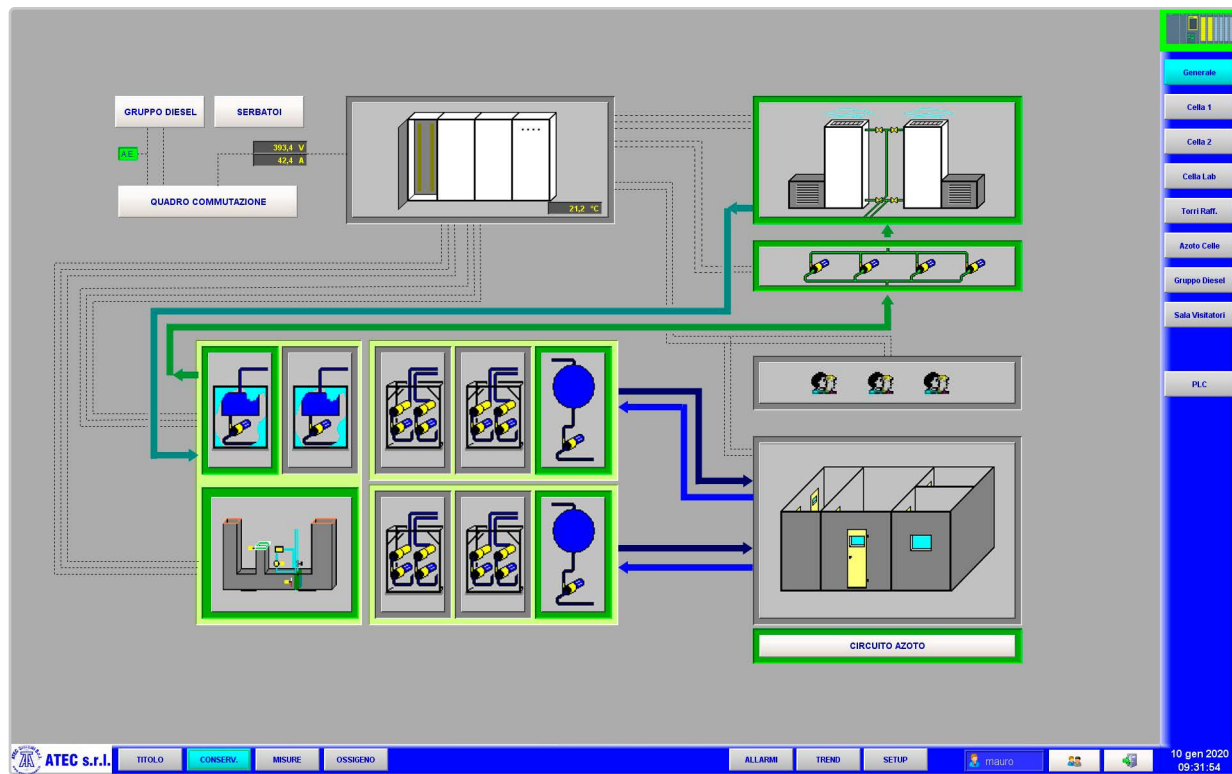 GRUPPO DIESEL
SERBATOI
AE
393,4 V
42,4 A
QUADRO COMMUTAZIONE
21,2 °C
CIRCUITO AZOTO
Generale
Cella 1
Cella 2
Cella Lab
Torri Raff.
Azoto Celle
Gruppo Diesel
Sala Visitatori
PLC
ATEC s.r.l.
TITOLO
CONSERV.
MISURE
OSSIGENO
ALLARMI
TREND
SETUP
mauro
10 gen 2020
09:31:54